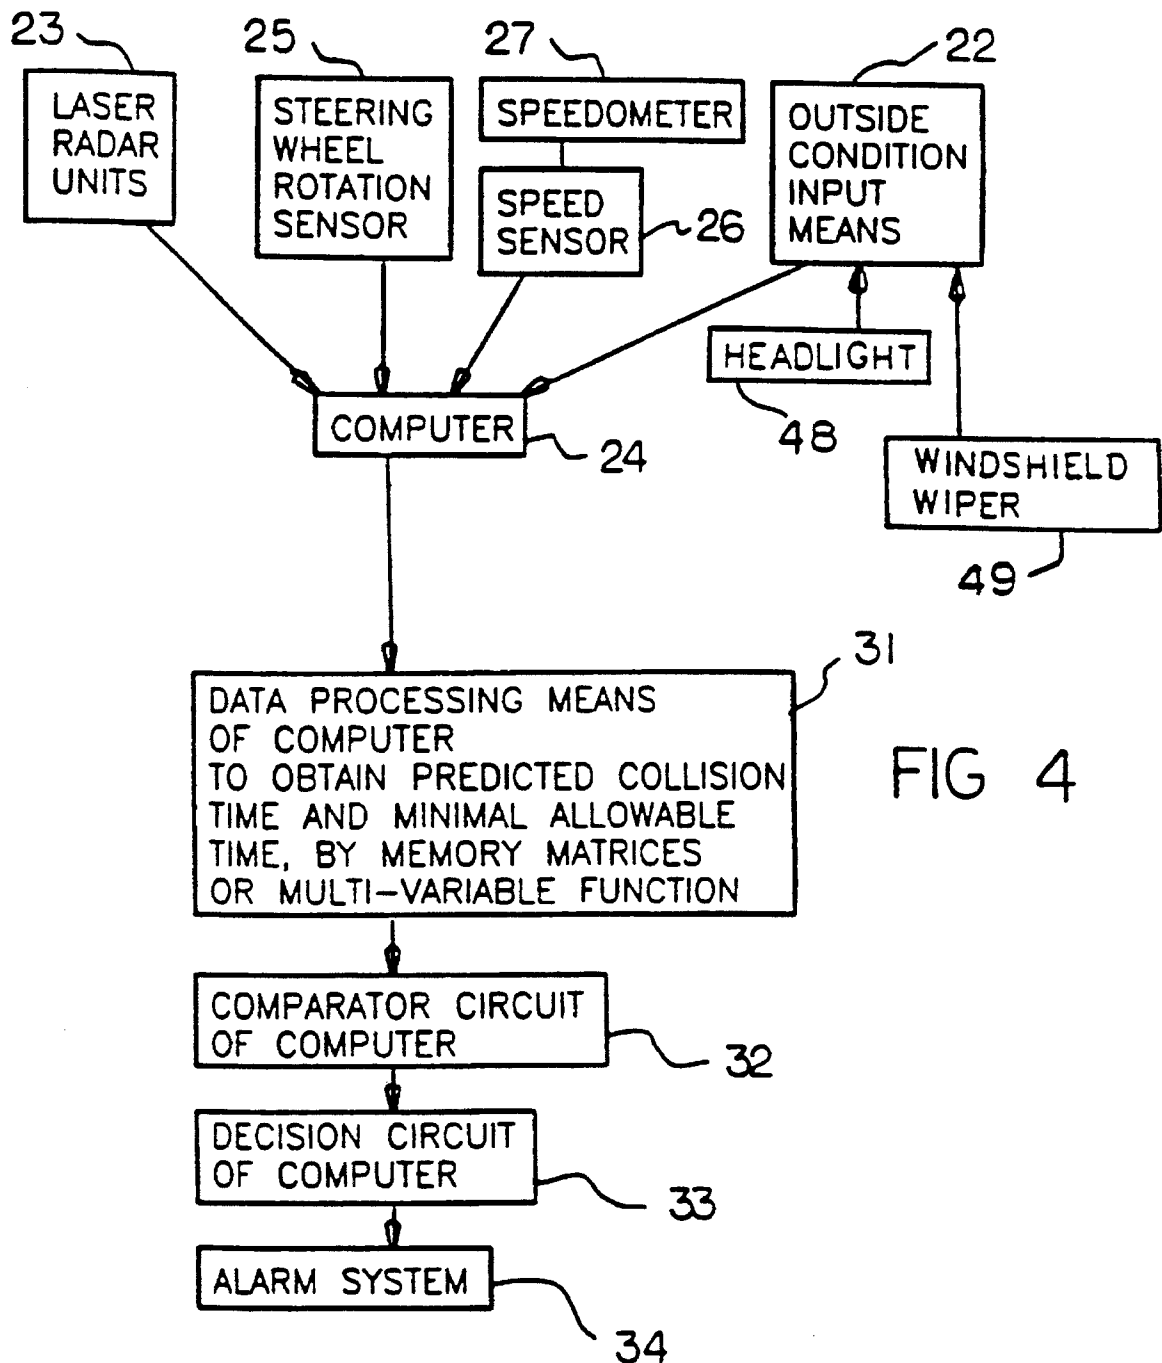 23
25
27
22
LASER
RADAR
UNITS
STEERING
WHEEL
ROTATION
SENSOR
SPEEDOMETER
SPEED
SENSOR
26
OUTSIDE
CONDITION
INPUT
MEANS
HEADLIGHT
48
COMPUTER
24
WINDSHIELD
WIPER
49
31
DATA PROCESSING MEANS
OF COMPUTER
TO OBTAIN PREDICTED COLLISION
TIME AND MINIMAL ALLOWABLE
TIME, BY MEMORY MATRICES
OR MULTI-VARIABLE FUNCTION
FIG 4
COMPARATOR CIRCUIT
OF COMPUTER
32
DECISION CIRCUIT
OF COMPUTER
33
ALARM SYSTEM
34